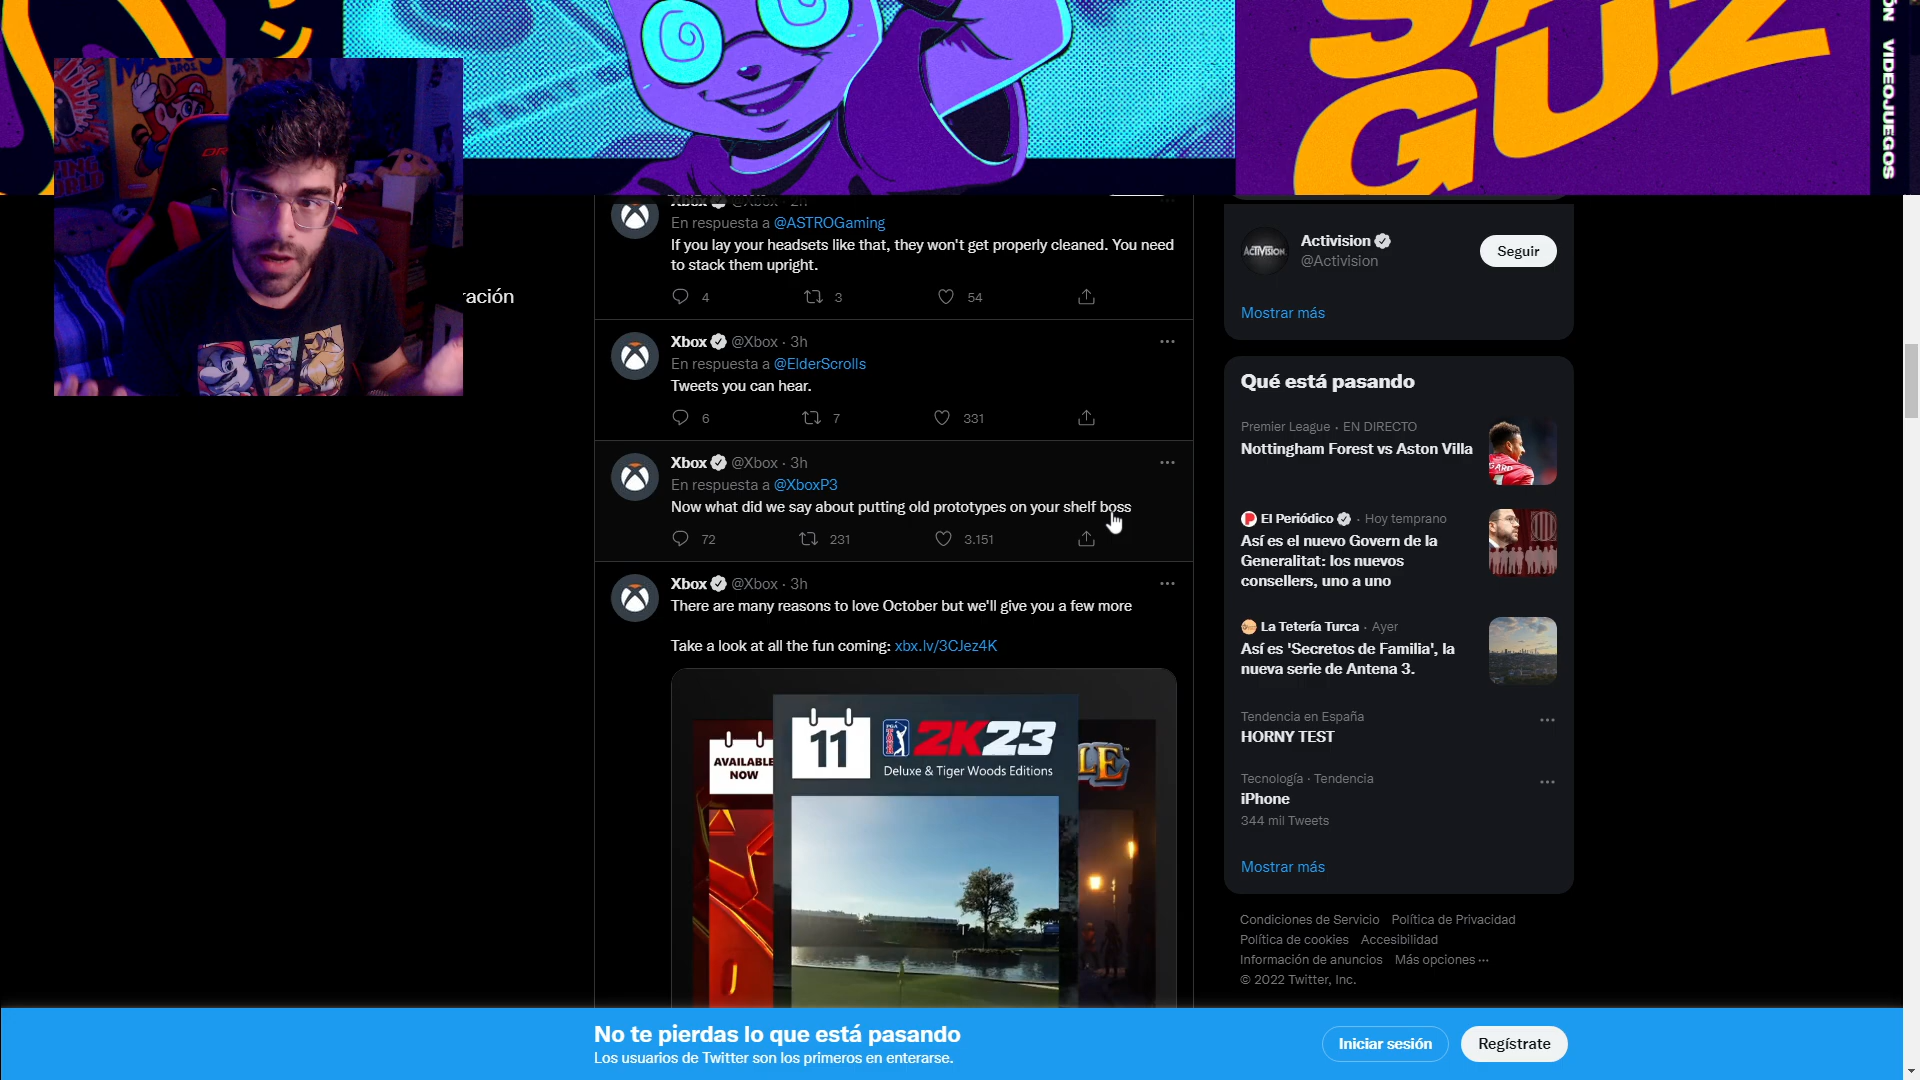 GUZ
ÓN VIDEOJUEGOS
Xbox @Xbox · 2h
En respuesta a @ASTROGaming
If you lay your headsets like that, they won't get properly cleaned. You need
to stack them upright.
4 3 54
Xbox @Xbox · 3h
En respuesta a @ElderScrolls
Tweets you can hear.
6 7 331
Xbox @Xbox · 3h
En respuesta a @XboxP3
Now what did we say about putting old prototypes on your shelf boss
72 231 3.151
Xbox @Xbox · 3h
There are many reasons to love October but we'll give you a few more
Take a look at all the fun coming: xbx.lv/3CJez4K
AVAILABLE
NOW
11
PGA
TOUR
2K23
Deluxe & Tiger Woods Editions
LE
ración
ACTIVISION
Activision
@Activision
Seguir
Mostrar más
Qué está pasando
Premier League · EN DIRECTO
Nottingham Forest vs Aston Villa
El Periódico · Hoy temprano
Así es el nuevo Govern de la
Generalitat: los nuevos
consellers, uno a uno
La Tetería Turca · Ayer
Así es 'Secretos de Familia', la
nueva serie de Antena 3.
Tendencia en España
HORNY TEST
Tecnología · Tendencia
iPhone
344 mil Tweets
Mostrar más
Condiciones de Servicio Política de Privacidad
Política de cookies Accesibilidad
Información de anuncios Más opciones ···
© 2022 Twitter, Inc.
No te pierdas lo que está pasando
Los usuarios de Twitter son los primeros en enterarse.
Iniciar sesión
Regístrate